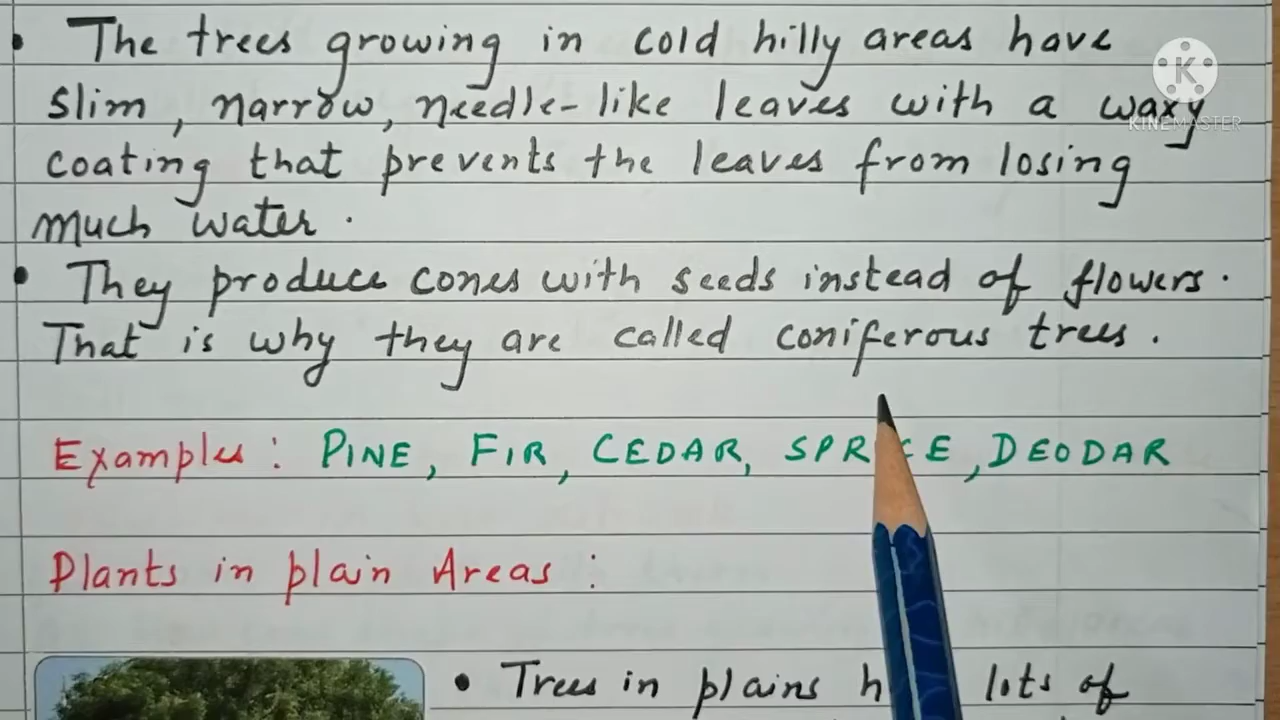 • The trees growing in cold hilly areas have
slim, narrow, needle-like leaves with a waxy
coating that prevents the leaves from losing
much water.
• They produce cones with seeds instead of flowers.
That is why they are called coniferous trees.
Examples: PINE, FIR, CEDAR, SPRUCE, DEODAR
Plants in plain Areas:
• Trees in plains lots of
K
KINEMASTER